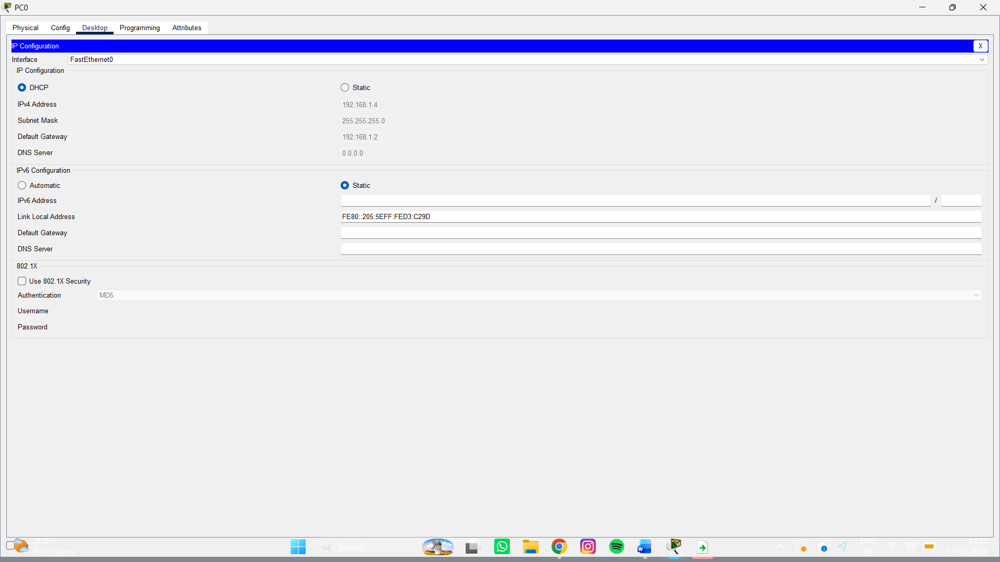 PC0
Physical Config Desktop Programming Attributes
IP Configuration X
Interface FastEthernet0
IP Configuration
DHCP Static
IPv4 Address 192.168.1.4
Subnet Mask 255.255.255.0
Default Gateway 192.168.1.2
DNS Server 0.0.0.0
IPv6 Configuration
Automatic Static
IPv6 Address /
Link Local Address FE80::205:5EFF:FED3:C29D
Default Gateway
DNS Server
802.1X
Use 802.1X Security
Authentication MD5
Username
Password
31°C
Partly sunny
Search
ENG
IN
14:50
17-09-2026